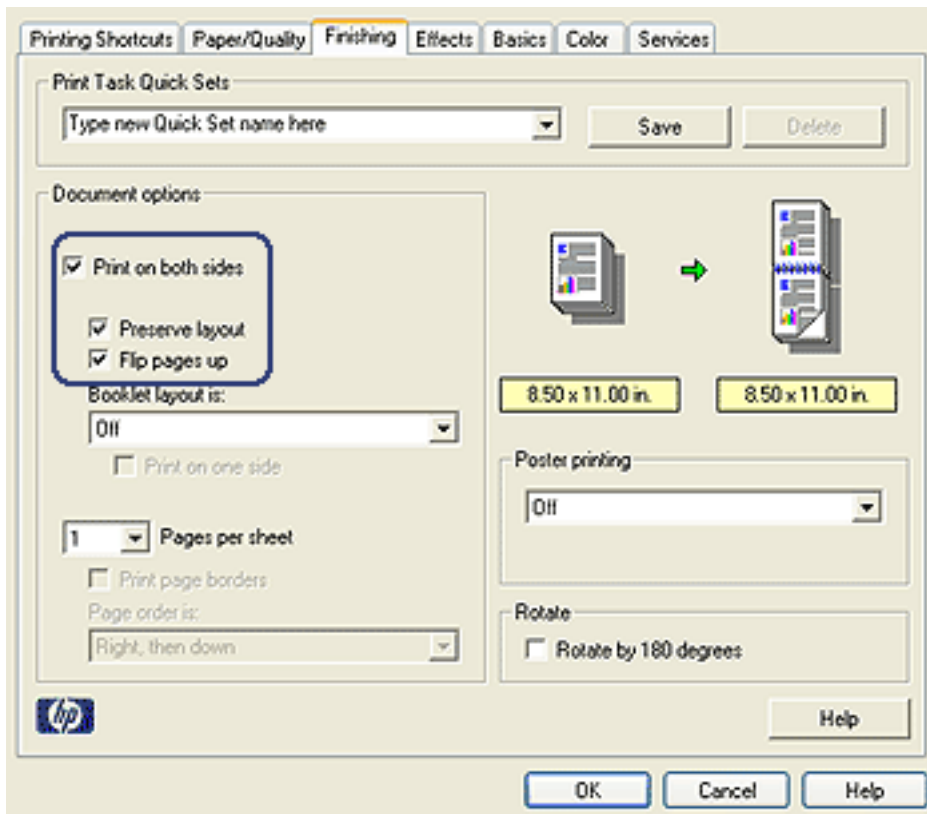 Printing Shortcuts Paper/Quality Finishing Effects Basics Color Services
Print Task Quick Sets
Type new Quick Set name here Save Delete
Document options
Print on both sides
Preserve layout
Flip pages up
Booklet layout is:
Off
Print on one side
1 Pages per sheet
Print page borders
Page order is:
Right, then down
8.50 x 11.00 in. 8.50 x 11.00 in.
Poster printing
Off
Rotate
Rotate by 180 degrees
hp
Help
OK Cancel Help